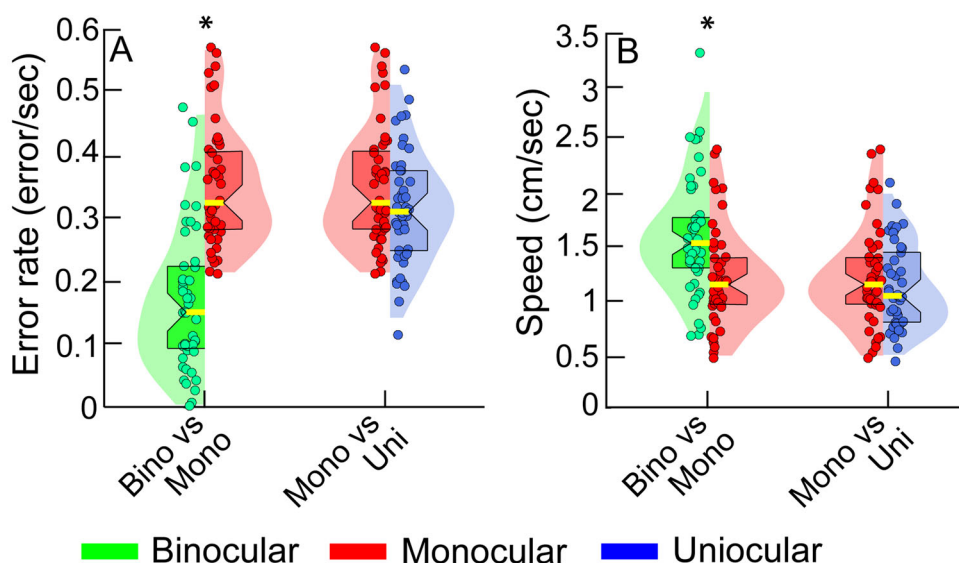 A
*
Error rate (error/sec)
0.6
0.5
0.4
0.3
0.2
0.1
0
Bino vs
Mono
Mono vs
Uni
B
*
Speed (cm/sec)
3.5
3
2.5
2
1.5
1
0.5
0
Bino vs
Mono
Mono vs
Uni
Binocular
Monocular
Uniocular